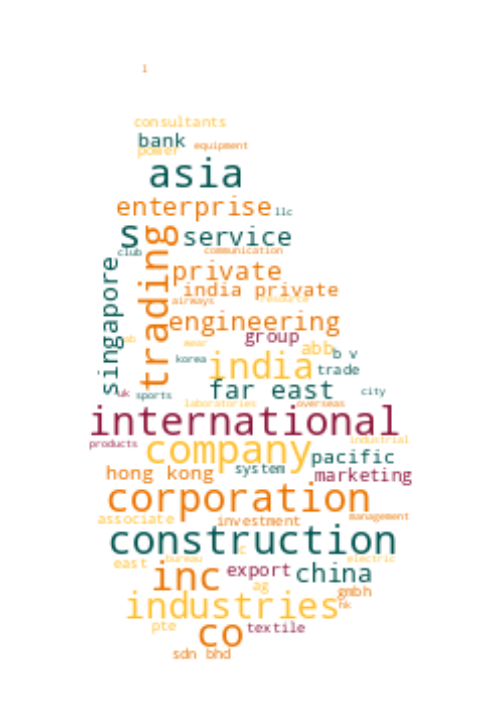 l
consultants
bank equipment
power
asia
enterprise llc
s service
club communication
trading private
singapore india private
airways resource
engineering
group
ab wear abb b v
korea india trade
far east city
uk sports
laboratories overseas
international
products company industrial
pacific
hong kong system marketing
corporation
associate investment management
construction
c
east bureau electric
inc export china
ag gmbh
industries hk
pte co textile
sdn bhd